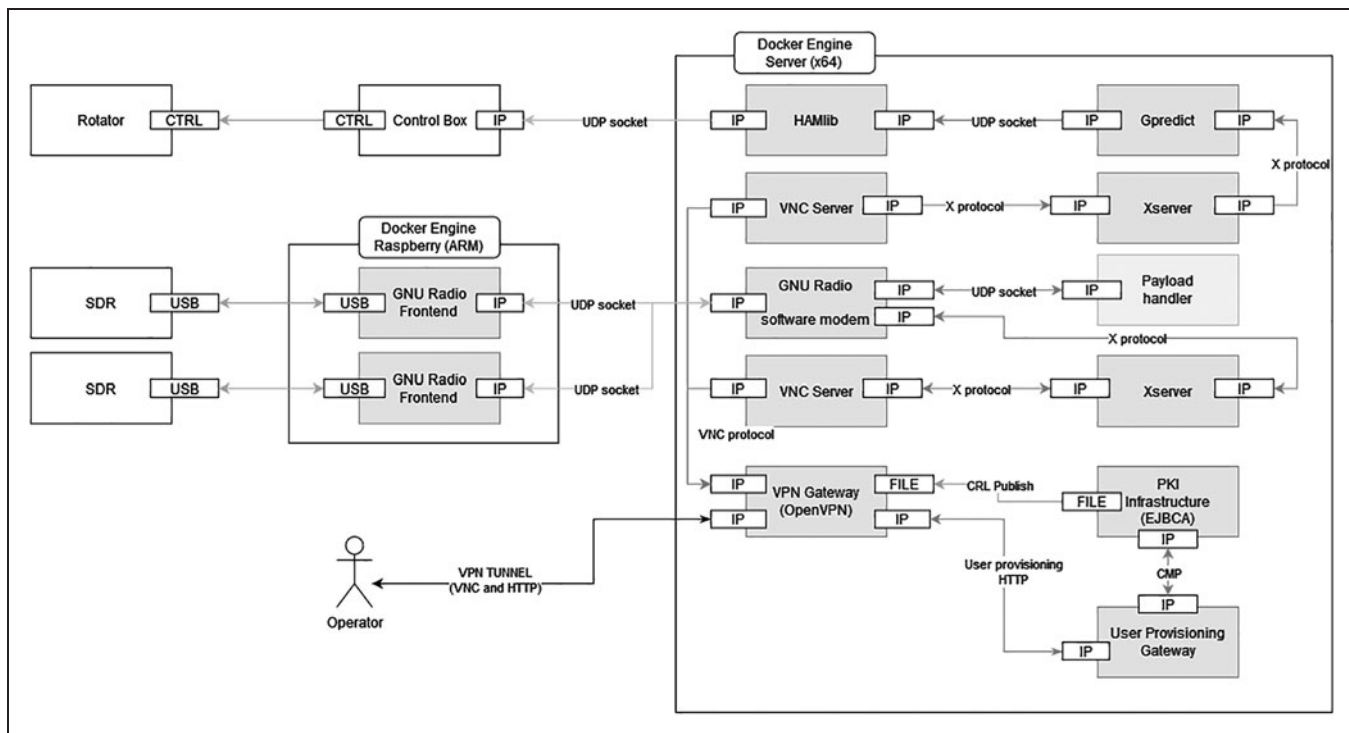 Docker Engine
Server (x64)
Rotator
CTRL
CTRL
Control Box
IP
UDP socket
IP
HAMlib
IP
UDP socket
IP
Gpredict
IP
X protocol
IP
VNC Server
IP
X protocol
IP
Xserver
IP
Docker Engine
Raspberry (ARM)
SDR
USB
USB
GNU Radio
Frontend
IP
UDP socket
IP
GNU Radio
software modem
IP
IP
UDP socket
IP
Payload
handler
X protocol
SDR
USB
USB
GNU Radio
Frontend
IP
UDP socket
IP
VNC Server
IP
X protocol
IP
Xserver
IP
VNC protocol
IP
IP
VPN Gateway
(OpenVPN)
FILE
IP
CRL Publish
FILE
PKI
Infrastructure
(EJBCA)
IP
CMP
User provisioning
HTTP
IP
IP
User Provisioning
Gateway
VPN TUNNEL
(VNC and HTTP)
Operator